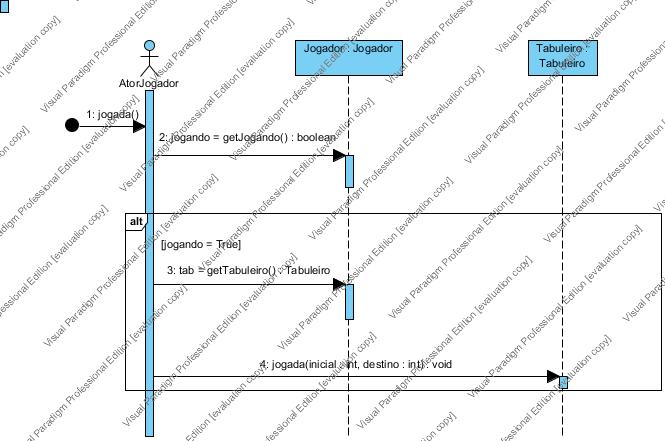 Jogador : Jogador
Tabuleiro :
Tabuleiro
AtorJogador
1: jogada()
2: jogando = getJogando() : boolean
alt
[jogando = True]
3: tab = getTabuleiro() : Tabuleiro
4: jogada(inicial : int, destino : int) : void
Visual Paradigm Professional Edition [evaluation copy]